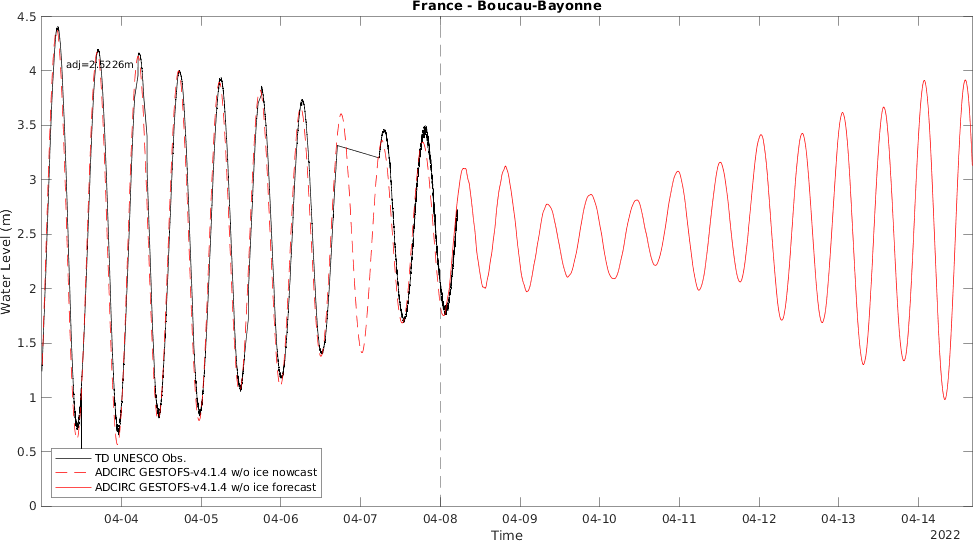 France - Boucau-Bayonne
4.5
4
3.5
3
2.5
2
1.5
1
0.5
0
Water Level (m)
adj=2.5226m
TD UNESCO Obs.
ADCIRC GESTOFS-v4.1.4 w/o ice nowcast
ADCIRC GESTOFS-v4.1.4 w/o ice forecast
04-04 04-05 04-06 04-07 04-08 04-09 04-10 04-11 04-12 04-13 04-14
Time
2022